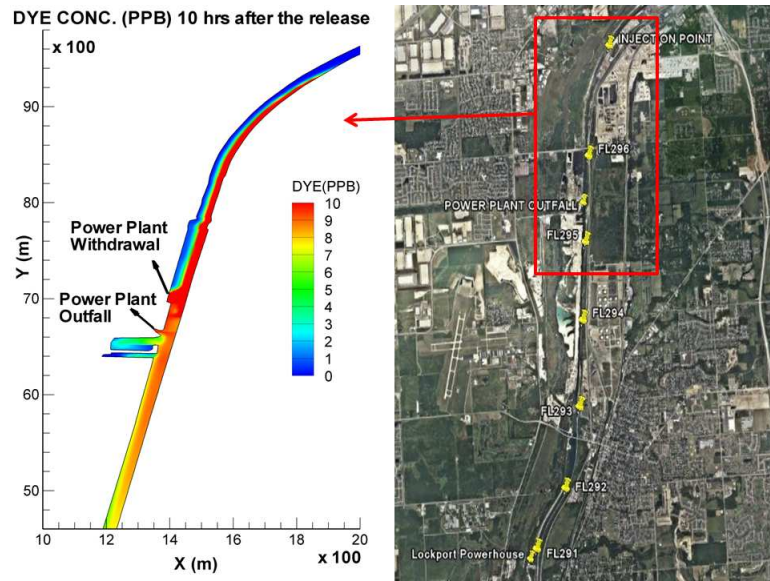 DYE CONC. (PPB) 10 hrs after the release
x 100
90
80
70
60
50
Y (m)
Power Plant
Withdrawal
Power Plant
Outfall
DYE(PPB)
10
9
8
7
6
5
4
3
2
1
0
10
12
14
16
18
20
X (m)
x 100
INJECTION POINT
FL296
POWER PLANT OUTFALL
FL295
FL294
FL293
FL292
FL291
Lockport Powerhouse